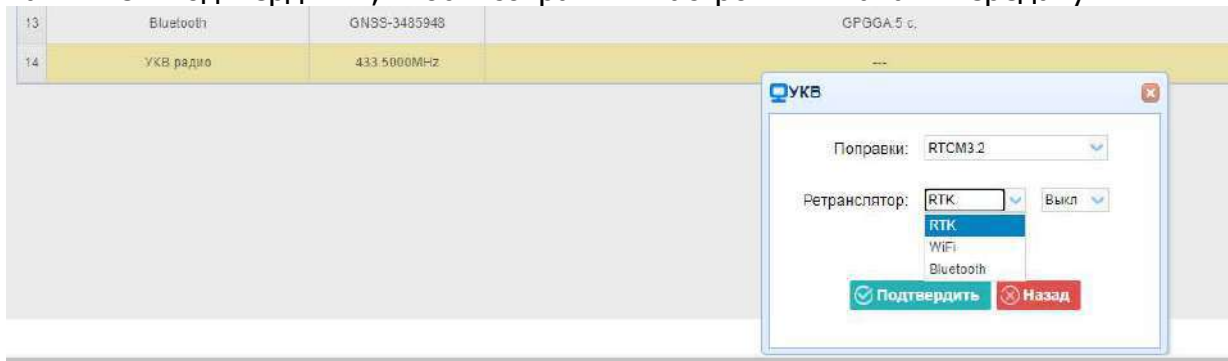 13 Bluetooth GNSS-3485948 GPGGA:5 с,
14 УКВ радио 433.5000MHz ---
УКВ
Поправки: RTCM3.2
Ретранслятор: RTK Выкл
RTK
WiFi
Bluetooth
Подтвердить Назад